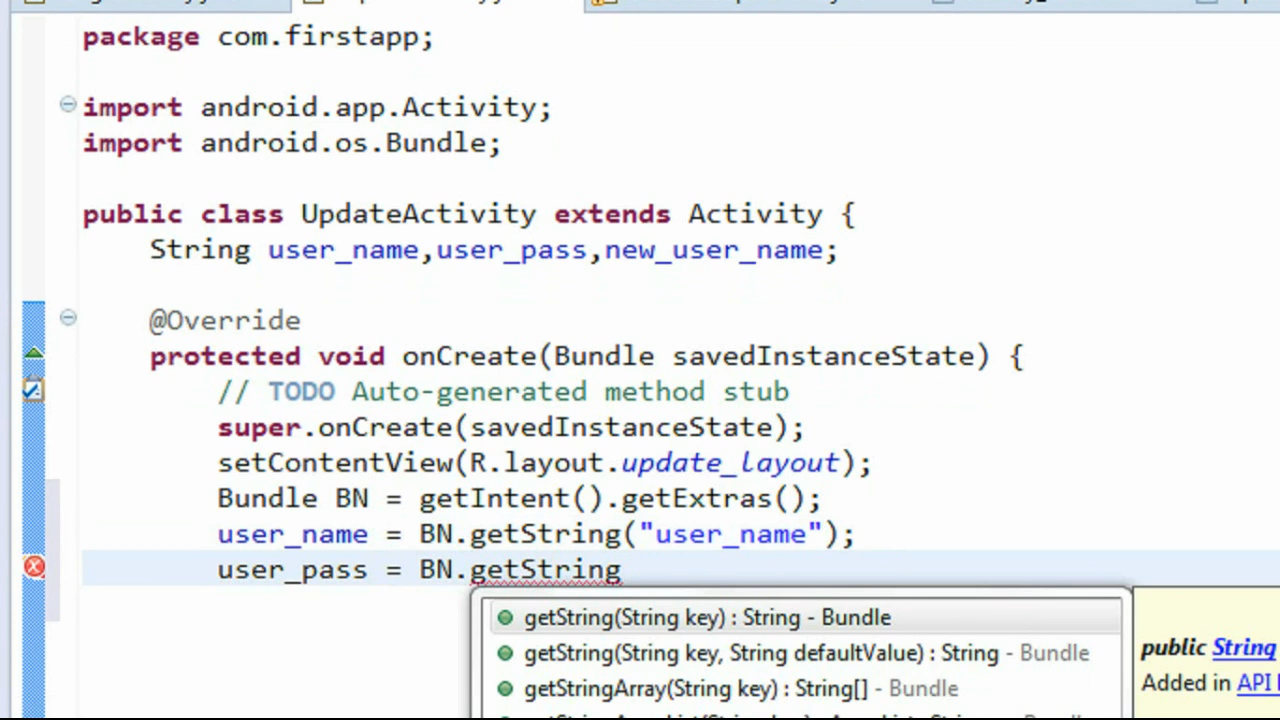 package com.firstapp;
import android.app.Activity;
import android.os.Bundle;
public class UpdateActivity extends Activity {
String user_name,user_pass,new_user_name;
@Override
protected void onCreate(Bundle savedInstanceState) {
// TODO Auto-generated method stub
super.onCreate(savedInstanceState);
setContentView(R.layout.update_layout);
Bundle BN = getIntent().getExtras();
user_name = BN.getString("user_name");
user_pass = BN.getString
getString(String key) : String - Bundle
getString(String key, String defaultValue) : String - Bundle
getStringArray(String key) : String[] - Bundle
public String
Added in API